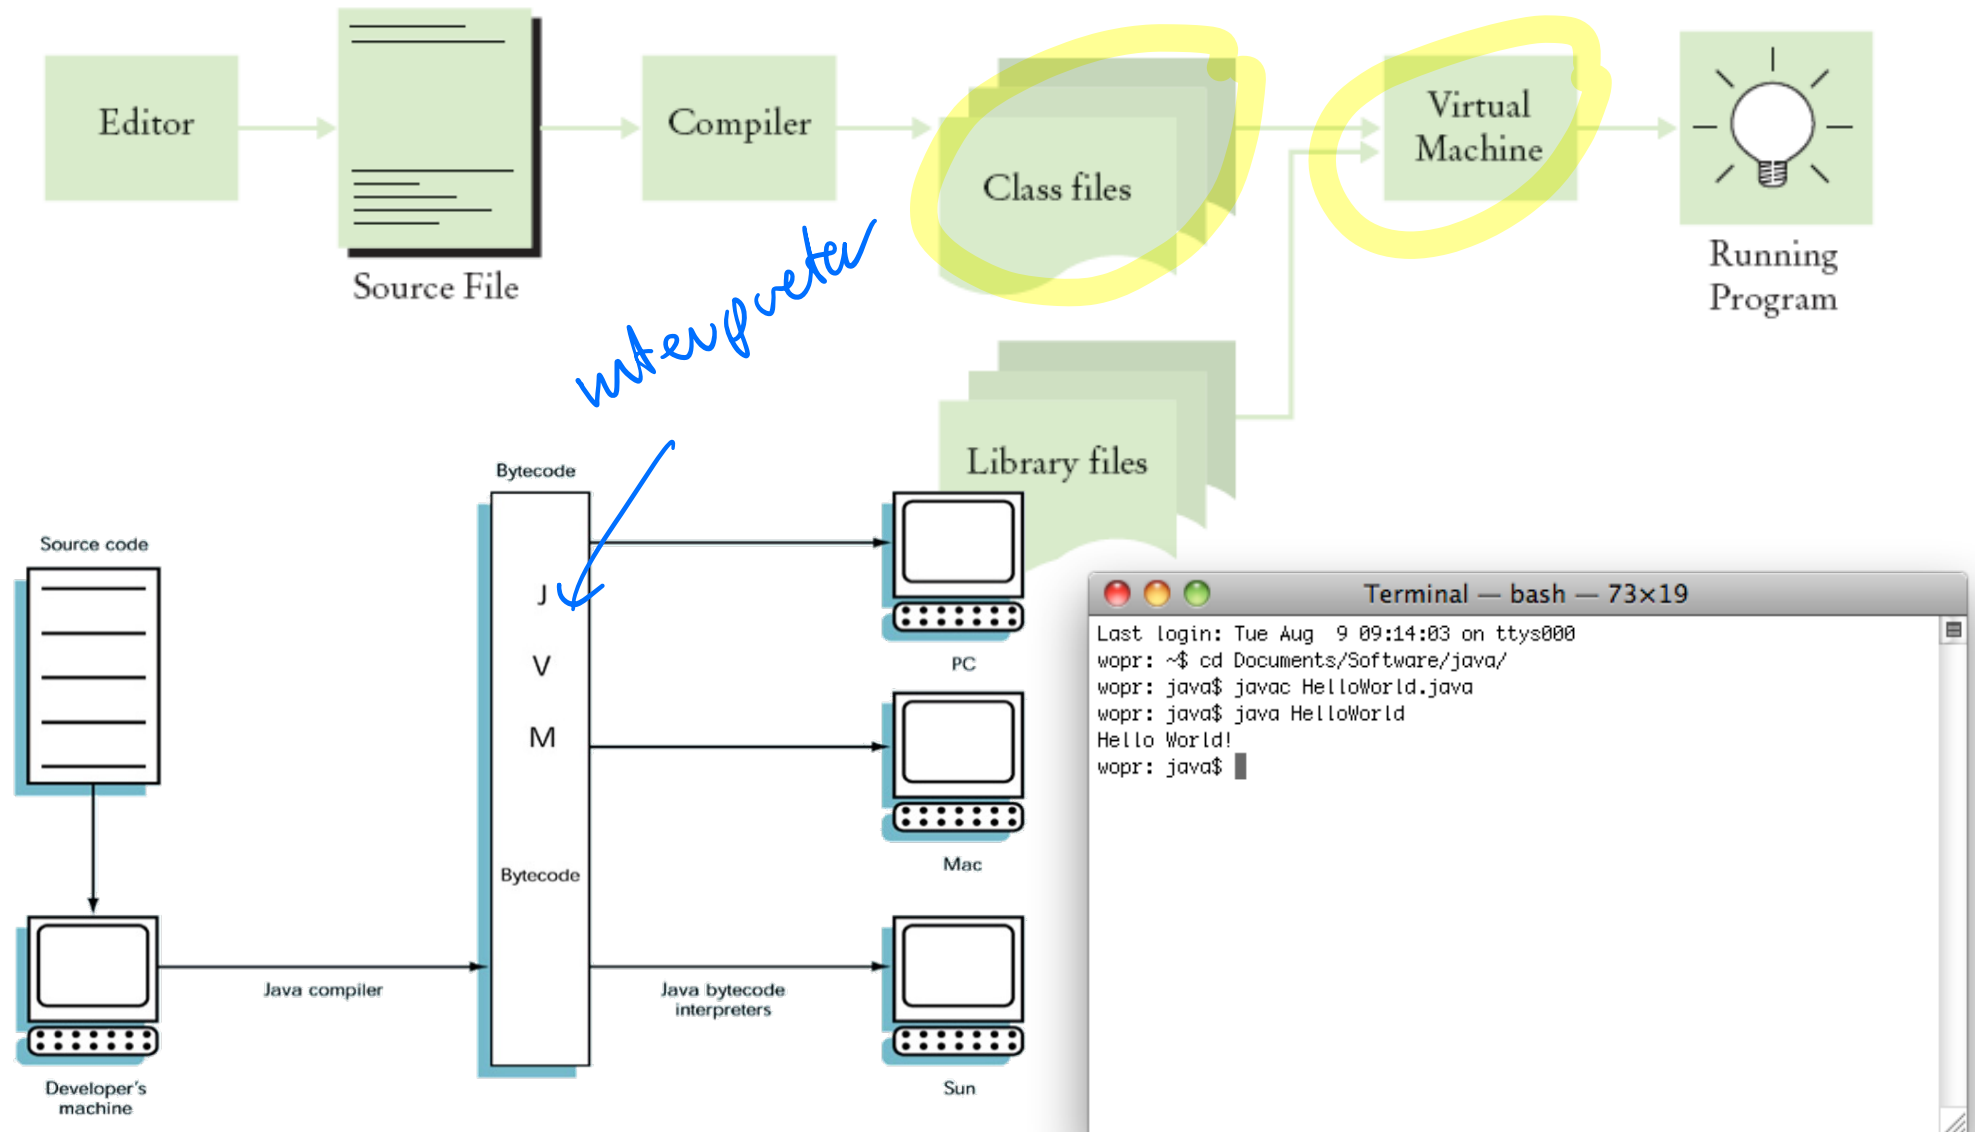 Editor
Source File
Compiler
Class files
Virtual
Machine
Running
Program
Library files
interpreter
Bytecode
J
V
M
Bytecode
Source code
Developer's
machine
Java compiler
Java bytecode
interpreters
PC
Mac
Sun
Terminal — bash — 73×19
Last login: Tue Aug  9 09:14:03 on ttys000
wopr: ~$ cd Documents/Software/java/
wopr: java$ javac HelloWorld.java
wopr: java$ java HelloWorld
Hello World!
wopr: java$